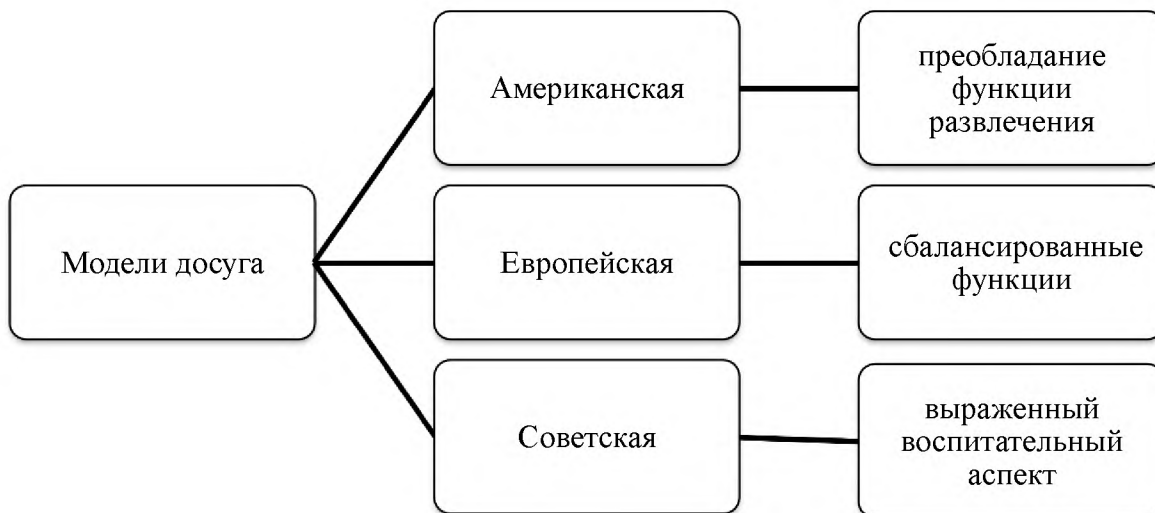 Модели досуга
Американская
преобладание
функции
развлечения
Европейская
сбалансированные
функции
Советская
выраженный
воспитательный
аспект